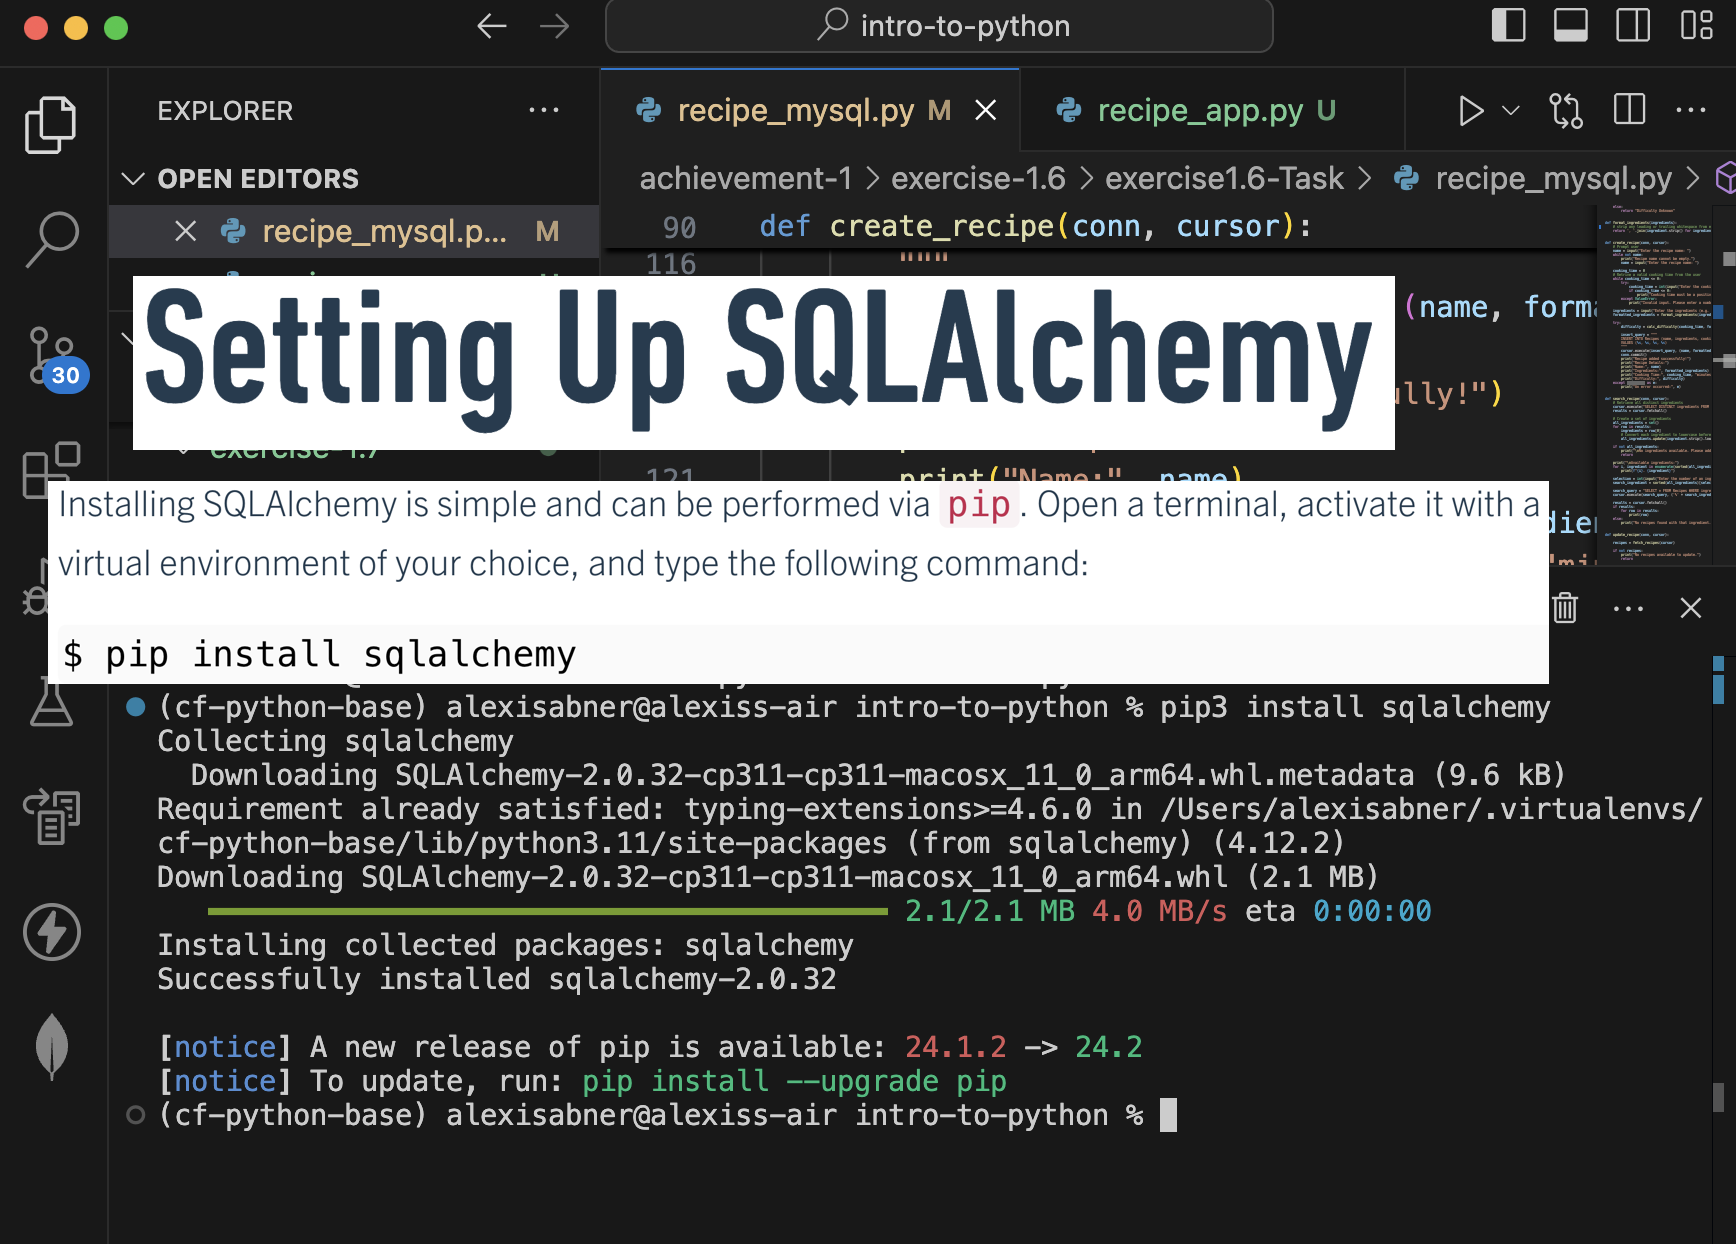 intro-to-python
EXPLORER
recipe_mysql.py M
recipe_app.py U
OPEN EDITORS
achievement-1 > exercise-1.6 > exercise1.6-Task > recipe_mysql.py >
recipe_mysql.p... M
90 def create_recipe(conn, cursor):
116 """
Setting Up SQLAlchemy
(name, forma
ully!")
exercise-1.7
121 print("Name:", name)
30
Installing SQLAlchemy is simple and can be performed via pip. Open a terminal, activate it with a
virtual environment of your choice, and type the following command:
$ pip install sqlalchemy
(cf-python-base) alexisabner@alexiss-air intro-to-python % pip3 install sqlalchemy
Collecting sqlalchemy
Downloading SQLAlchemy-2.0.32-cp311-cp311-macosx_11_0_arm64.whl.metadata (9.6 kB)
Requirement already satisfied: typing-extensions>=4.6.0 in /Users/alexisabner/.virtualenvs/
cf-python-base/lib/python3.11/site-packages (from sqlalchemy) (4.12.2)
Downloading SQLAlchemy-2.0.32-cp311-cp311-macosx_11_0_arm64.whl (2.1 MB)
2.1/2.1 MB 4.0 MB/s eta 0:00:00
Installing collected packages: sqlalchemy
Successfully installed sqlalchemy-2.0.32
[notice] A new release of pip is available: 24.1.2 -> 24.2
[notice] To update, run: pip install --upgrade pip
(cf-python-base) alexisabner@alexiss-air intro-to-python %